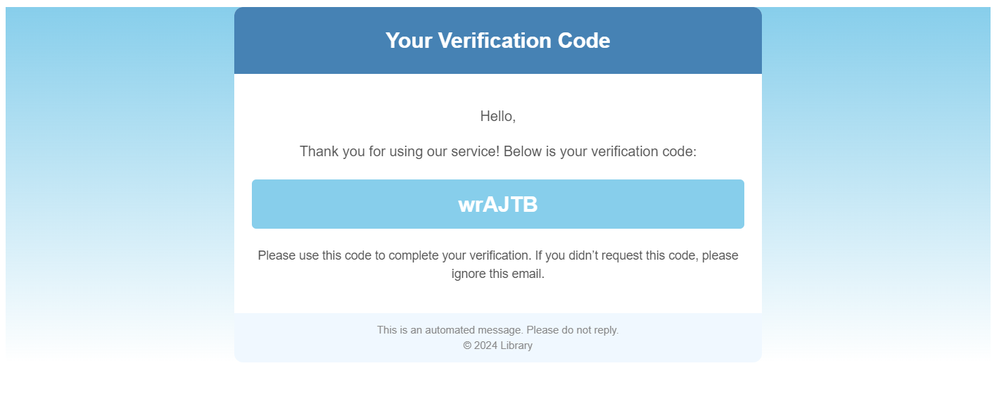 Your Verification Code
Hello,
Thank you for using our service! Below is your verification code:
wrAJTB
Please use this code to complete your verification. If you didn’t request this code, please
ignore this email.
This is an automated message. Please do not reply.
© 2024 Library